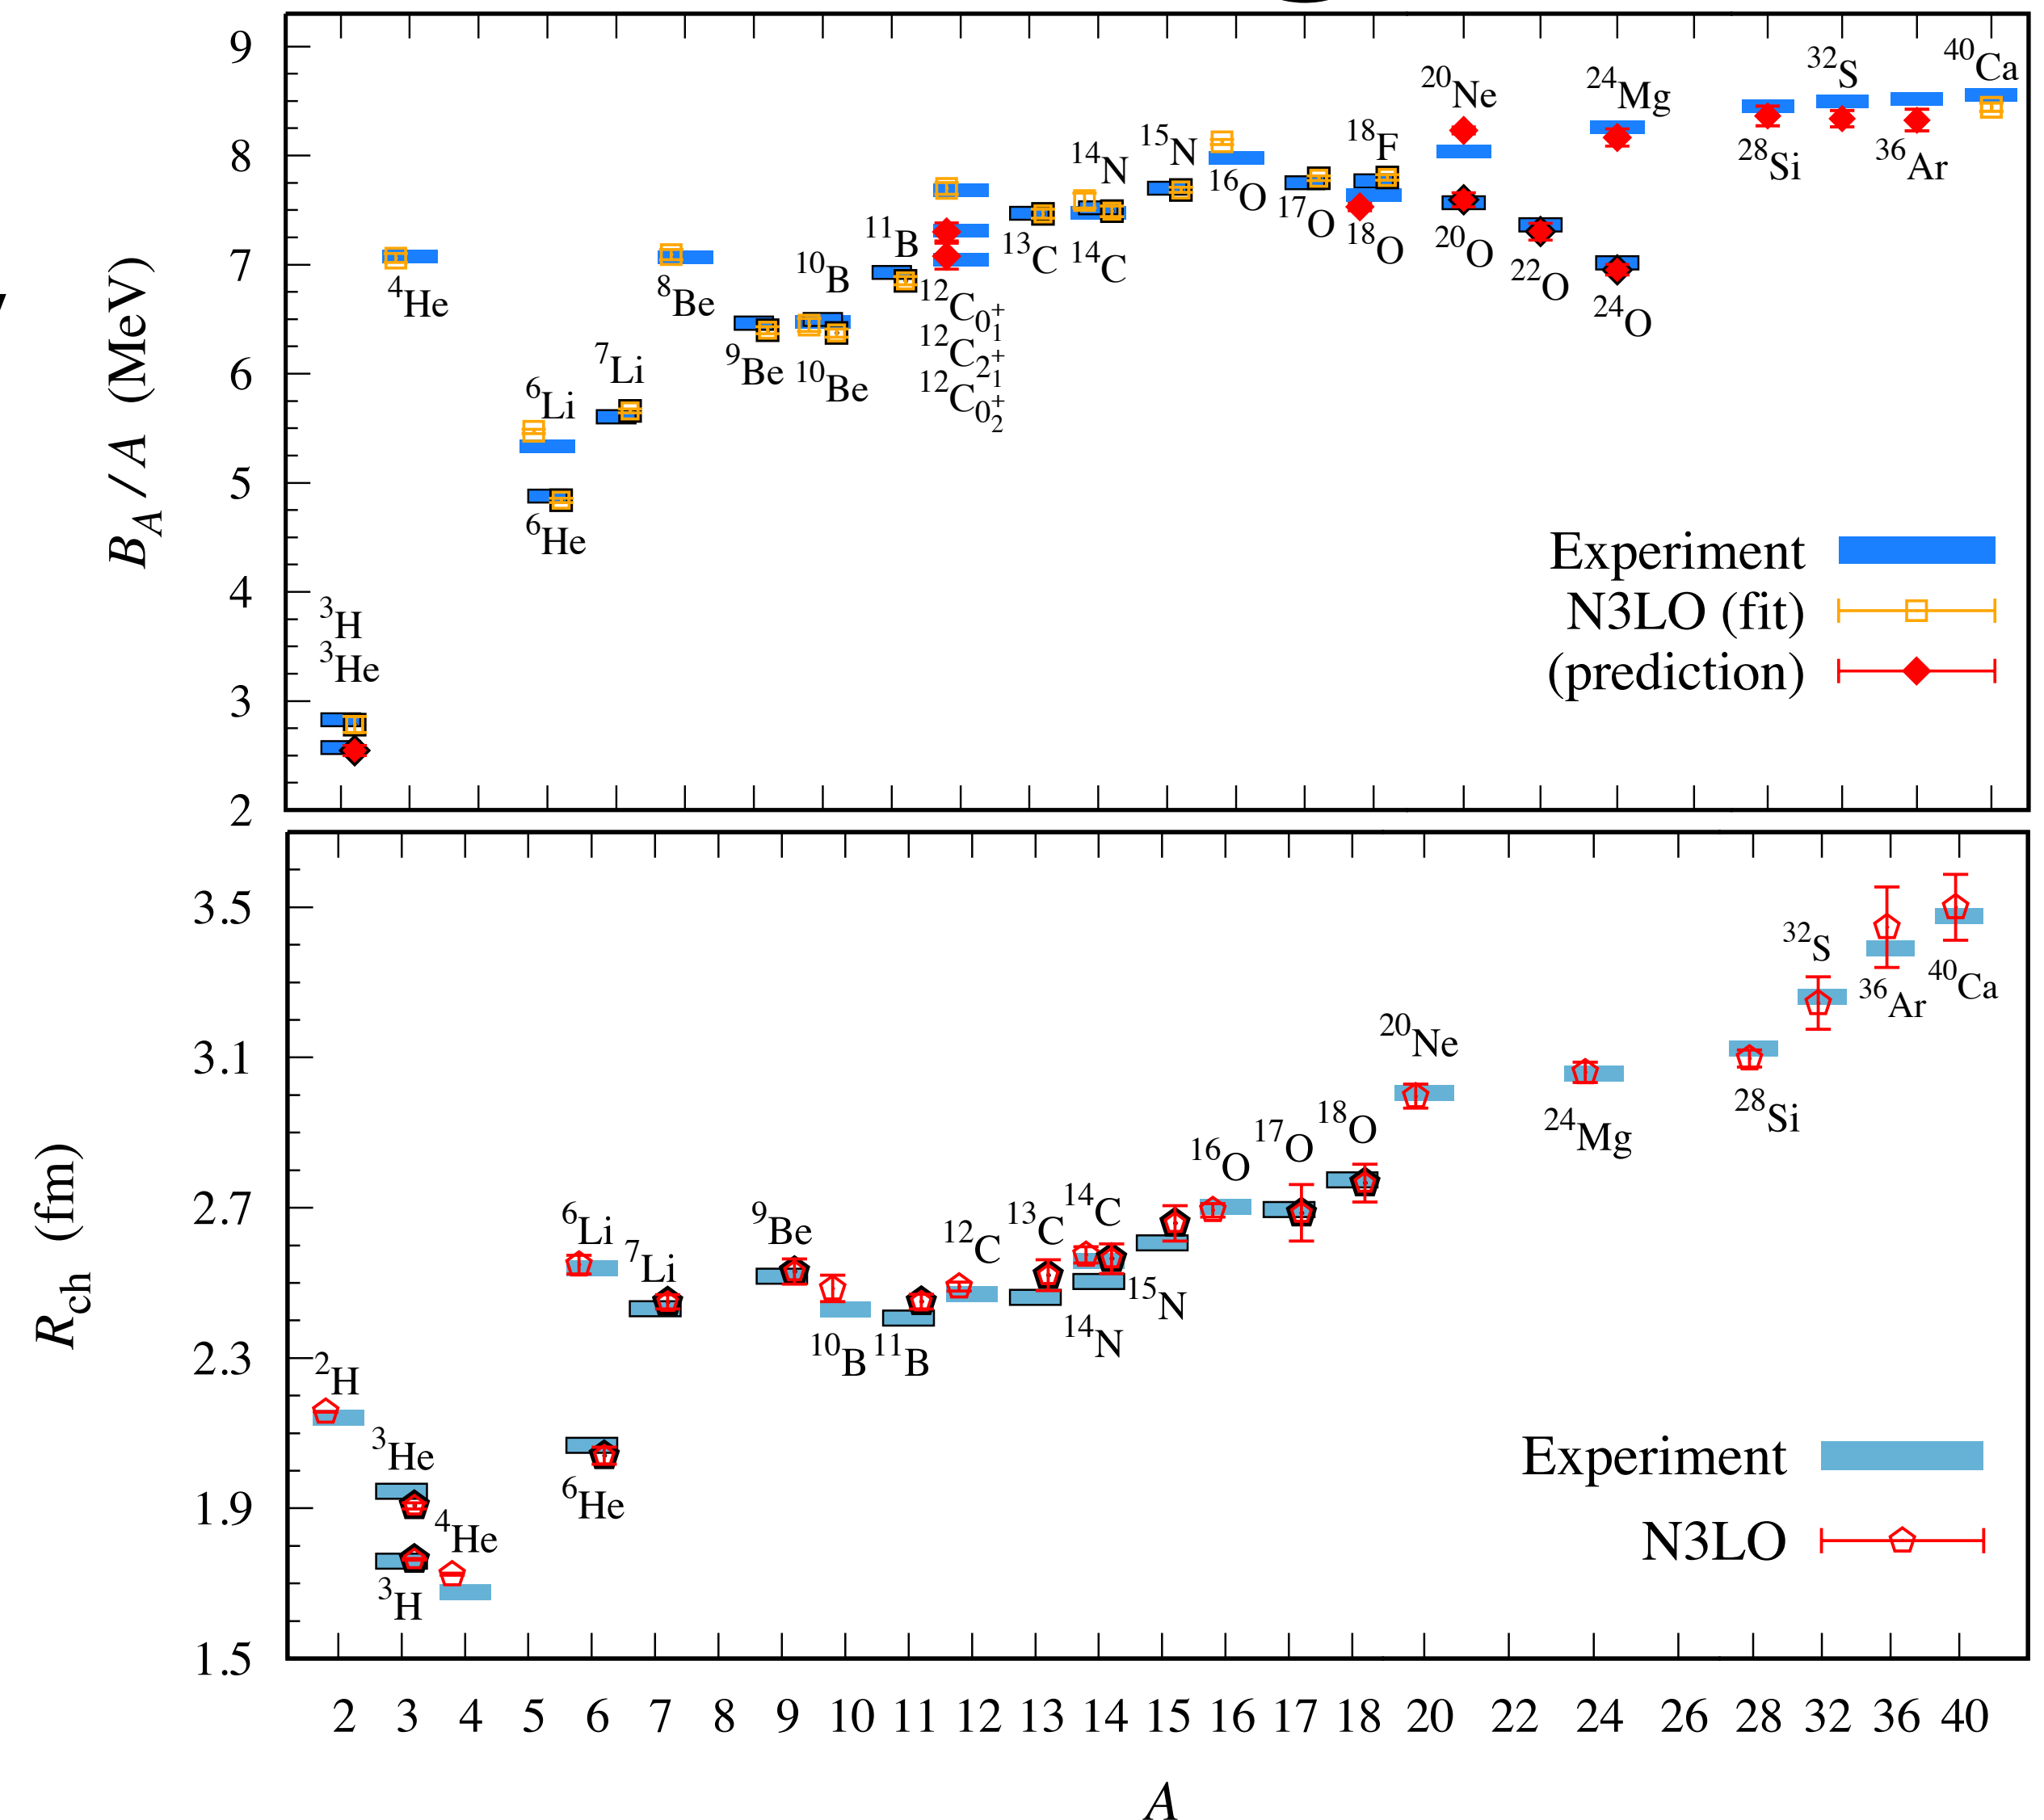 9
8
7
6
5
4
3
2
B_A / A (MeV)
³H
³He
⁴He
⁶Li
⁶He
⁷Li
⁸Be
⁹Be
¹⁰B
¹⁰Be
¹¹B
¹²C₀₁⁺
¹²C₂₁⁺
¹²C₀₂⁺
¹³C
¹⁴N
¹⁴C
¹⁵N
¹⁶O
¹⁷O
¹⁸F
¹⁸O
²⁰Ne
²⁰O
²²O
²⁴Mg
²⁴O
²⁸Si
³²S
³⁶Ar
⁴⁰Ca
Experiment
N3LO (fit)
(prediction)
3.5
3.1
2.7
2.3
1.9
1.5
R_ch (fm)
²H
³He
³H
⁴He
⁶Li
⁶He
⁷Li
⁹Be
¹⁰B
¹¹B
¹²C
¹³C
¹⁴C
¹⁴N
¹⁵N
¹⁶O
¹⁷O
¹⁸O
²⁰Ne
²⁴Mg
²⁸Si
³²S
³⁶Ar
⁴⁰Ca
Experiment
N3LO
2 3 4 5 6 7 8 9 10 11 12 13 14 15 16 17 18 20 22 24 26 28 32 36 40
A